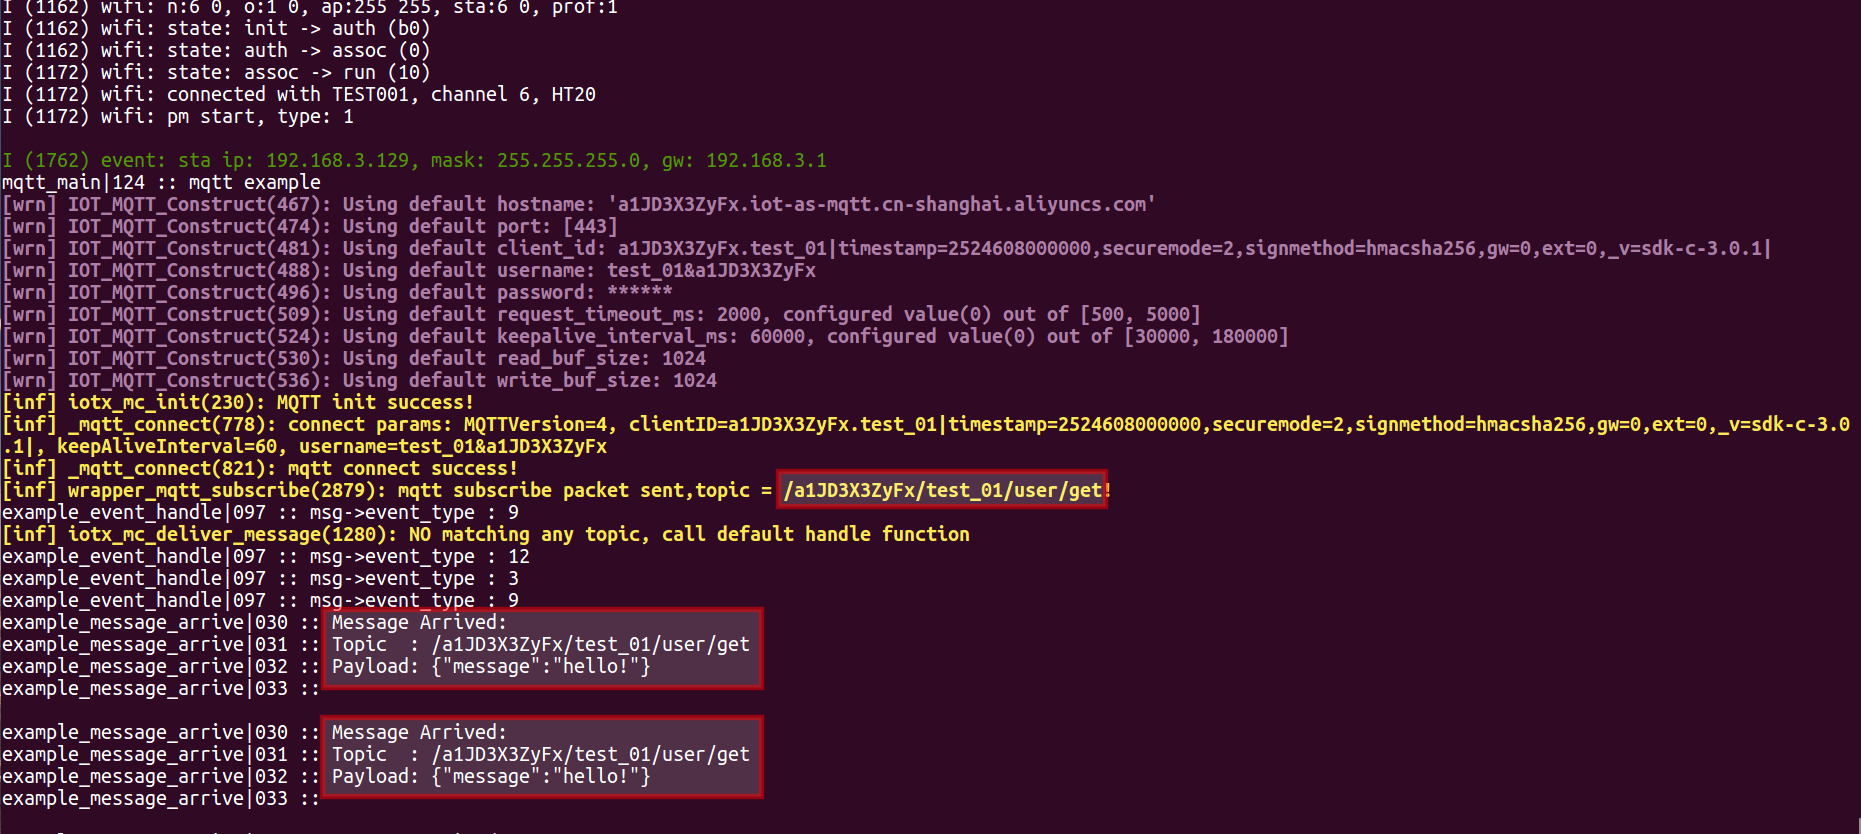 I (1162) wifi: n:6 0, o:1 0, ap:255 255, sta:6 0, prof:1
I (1162) wifi: state: init -> auth (b0)
I (1162) wifi: state: auth -> assoc (0)
I (1172) wifi: state: assoc -> run (10)
I (1172) wifi: connected with TEST001, channel 6, HT20
I (1172) wifi: pm start, type: 1
I (1762) event: sta ip: 192.168.3.129, mask: 255.255.255.0, gw: 192.168.3.1
mqtt_main|124 :: mqtt example
[wrn] IOT_MQTT_Construct(467): Using default hostname: 'a1JD3X3ZyFx.iot-as-mqtt.cn-shanghai.aliyuncs.com'
[wrn] IOT_MQTT_Construct(474): Using default port: [443]
[wrn] IOT_MQTT_Construct(481): Using default client_id: a1JD3X3ZyFx.test_01|timestamp=2524608000000,securemode=2,signmethod=hmacsha256,gw=0,ext=0,_v=sdk-c-3.0.1|
[wrn] IOT_MQTT_Construct(488): Using default username: test_01&a1JD3X3ZyFx
[wrn] IOT_MQTT_Construct(496): Using default password: ******
[wrn] IOT_MQTT_Construct(509): Using default request_timeout_ms: 2000, configured value(0) out of [500, 5000]
[wrn] IOT_MQTT_Construct(524): Using default keepalive_interval_ms: 60000, configured value(0) out of [30000, 180000]
[wrn] IOT_MQTT_Construct(530): Using default read_buf_size: 1024
[wrn] IOT_MQTT_Construct(536): Using default write_buf_size: 1024
[inf] iotx_mc_init(230): MQTT init success!
[inf] _mqtt_connect(778): connect params: MQTTVersion=4, clientID=a1JD3X3ZyFx.test_01|timestamp=2524608000000,securemode=2,signmethod=hmacsha256,gw=0,ext=0,_v=sdk-c-3.0
.1|, keepAliveInterval=60, username=test_01&a1JD3X3ZyFx
[inf] _mqtt_connect(821): mqtt connect success!
[inf] wrapper_mqtt_subscribe(2879): mqtt subscribe packet sent,topic = /a1JD3X3ZyFx/test_01/user/get!
example_event_handle|097 :: msg->event_type : 9
[inf] iotx_mc_deliver_message(1280): NO matching any topic, call default handle function
example_event_handle|097 :: msg->event_type : 12
example_event_handle|097 :: msg->event_type : 3
example_event_handle|097 :: msg->event_type : 9
example_message_arrive|030 :: Message Arrived:
example_message_arrive|031 :: Topic  : /a1JD3X3ZyFx/test_01/user/get
example_message_arrive|032 :: Payload: {"message":"hello!"}
example_message_arrive|033 ::
example_message_arrive|030 :: Message Arrived:
example_message_arrive|031 :: Topic  : /a1JD3X3ZyFx/test_01/user/get
example_message_arrive|032 :: Payload: {"message":"hello!"}
example_message_arrive|033 ::